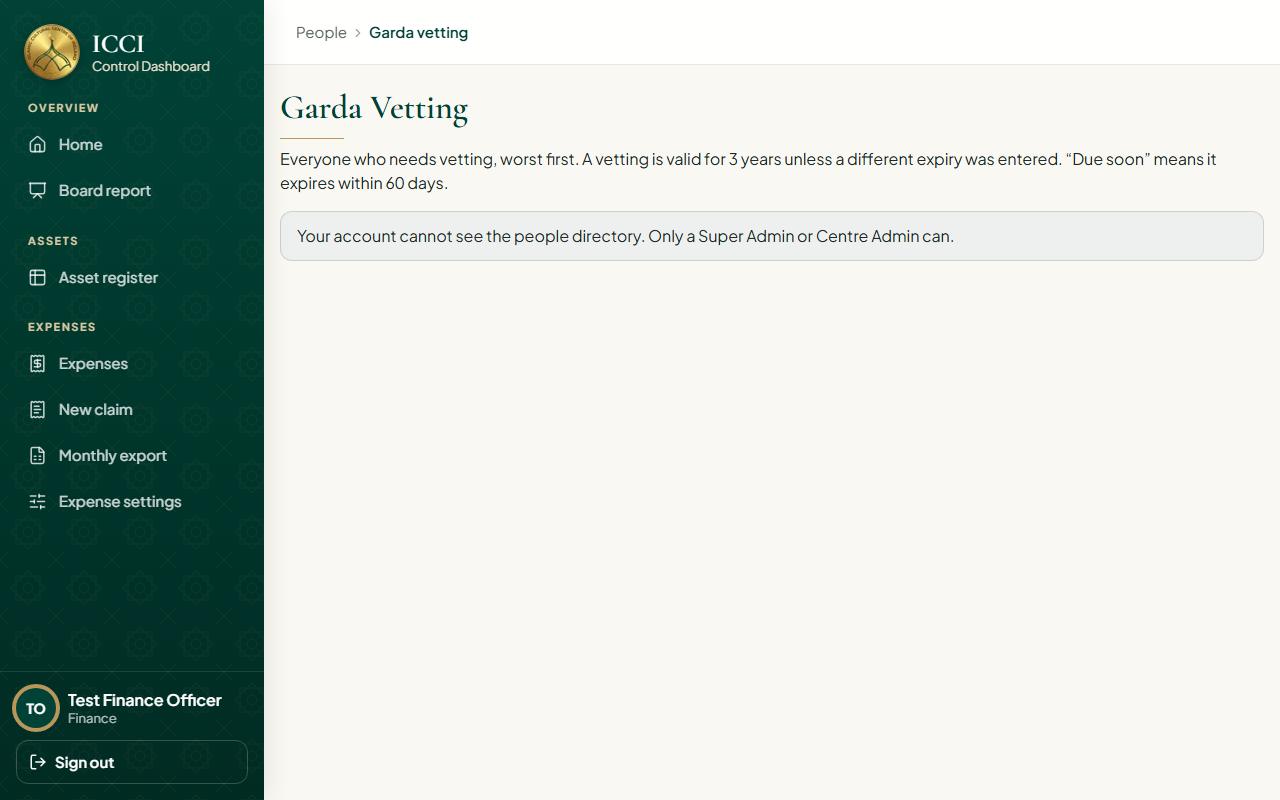 ICCI
Control Dashboard
OVERVIEW
Home
Board report
ASSETS
Asset register
EXPENSES
Expenses
New claim
Monthly export
Expense settings
TO
Test Finance Officer
Finance
Sign out
People › Garda vetting
Garda Vetting
Everyone who needs vetting, worst first. A vetting is valid for 3 years unless a different expiry was entered. “Due soon” means it
expires within 60 days.
Your account cannot see the people directory. Only a Super Admin or Centre Admin can.